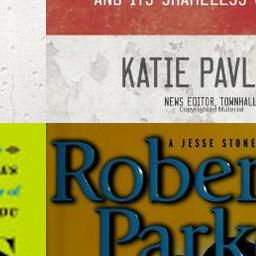 AND ITS SHAMELESS
KATIE PAVL
NEWS EDITOR, TOWNHALL
Copyrighted Material
A JESSE STONE
Rober
Park